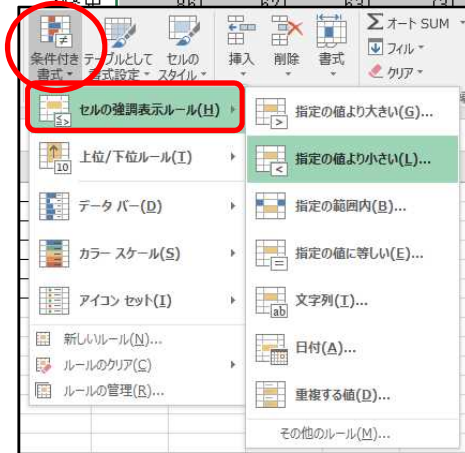 条件付き 書式
テーブルとして 書式設定
セルの スタイル
挿入
削除
書式
オート SUM
フィル
クリア
セルの強調表示ルール(H)
上位/下位ルール(T)
データ バー(D)
カラー スケール(S)
アイコン セット(I)
新しいルール(N)...
ルールのクリア(C)
ルールの管理(R)...
指定の値より大きい(G)...
指定の値より小さい(L)...
指定の範囲内(B)...
指定の値に等しい(E)...
文字列(T)...
日付(A)...
重複する値(D)...
その他のルール(M)...